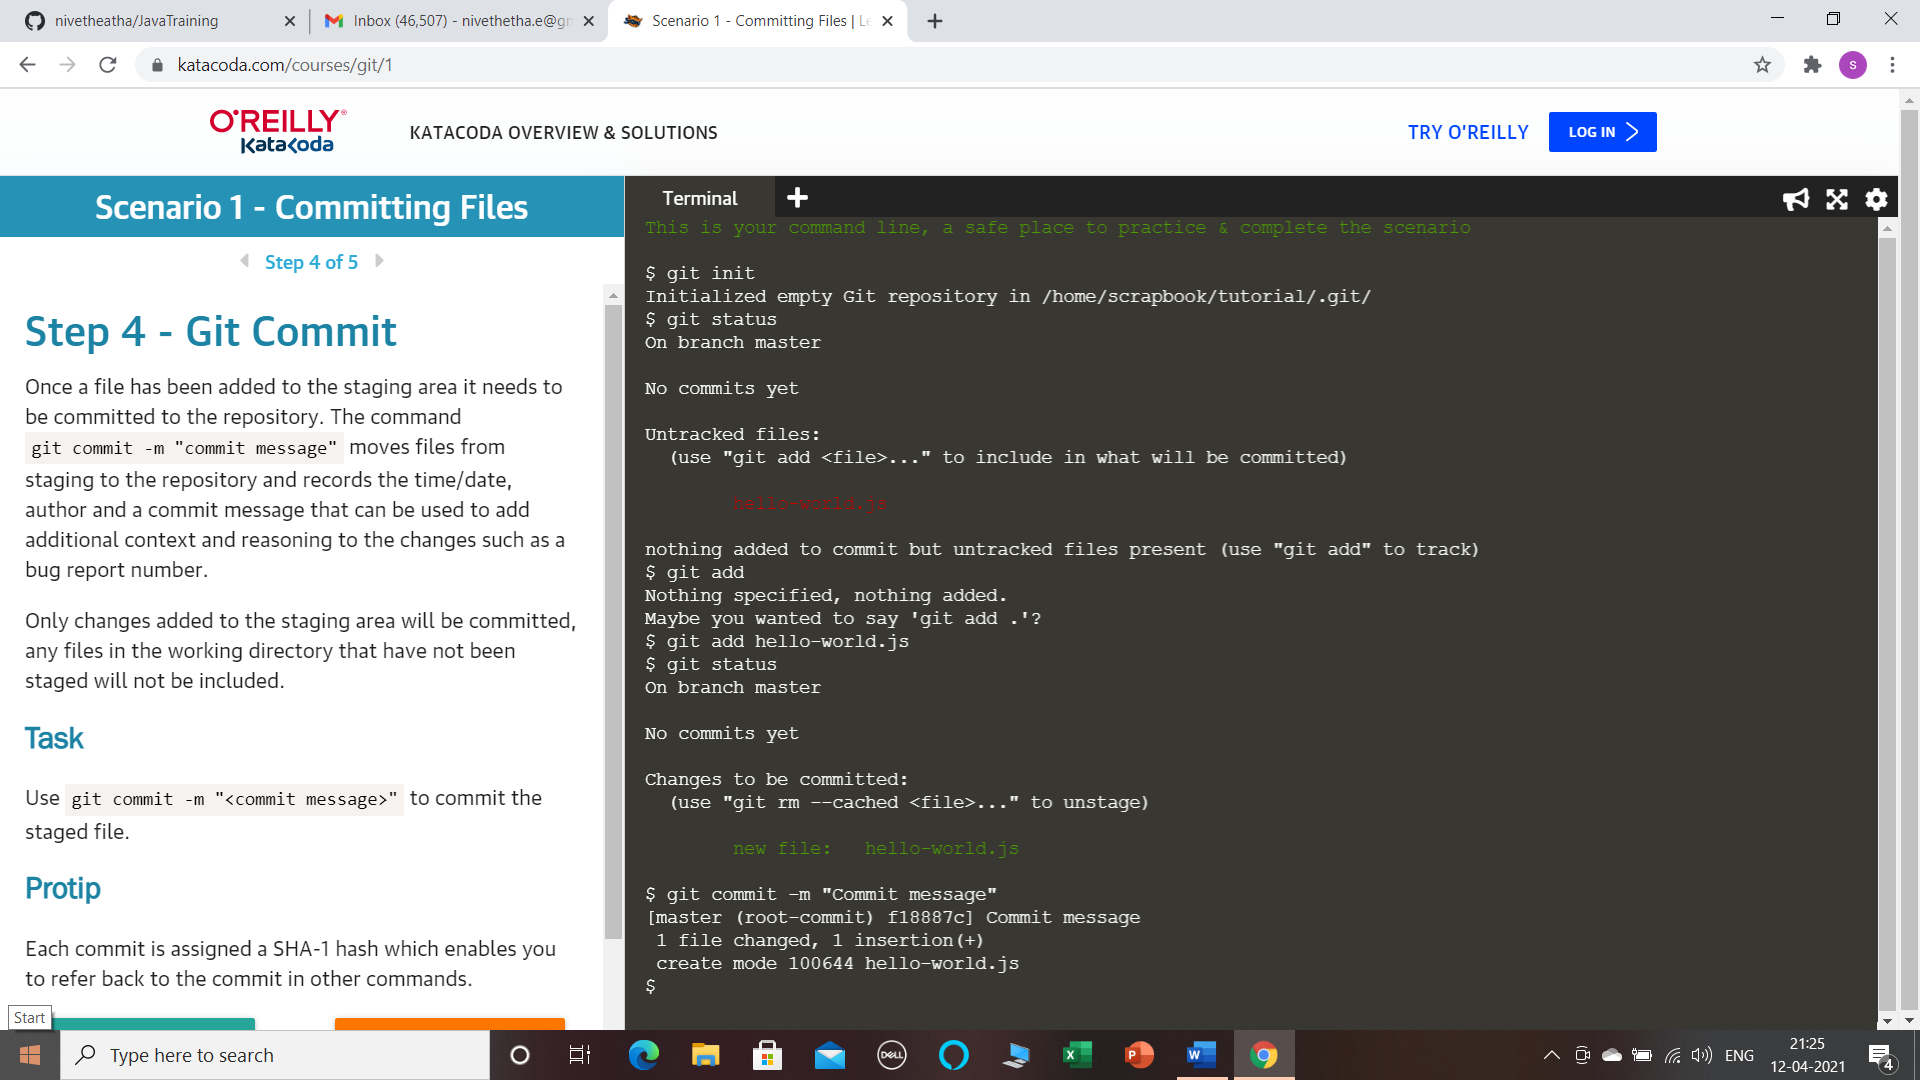 nivetheatha/JavaTraining
Inbox (46,507) - nivethetha.e@gm
Scenario 1 - Committing Files | Le
katacoda.com/courses/git/1
S
O'REILLY®
Katacoda
KATACODA OVERVIEW & SOLUTIONS
TRY O'REILLY
LOG IN
Scenario 1 - Committing Files
Step 4 of 5
Step 4 - Git Commit
Once a file has been added to the staging area it needs to
be committed to the repository. The command
git commit -m "commit message" moves files from
staging to the repository and records the time/date,
author and a commit message that can be used to add
additional context and reasoning to the changes such as a
bug report number.
Only changes added to the staging area will be committed,
any files in the working directory that have not been
staged will not be included.
Task
Use git commit -m "<commit message>" to commit the
staged file.
Protip
Each commit is assigned a SHA-1 hash which enables you
to refer back to the commit in other commands.
Terminal
This is your command line, a safe place to practice & complete the scenario
$ git init
Initialized empty Git repository in /home/scrapbook/tutorial/.git/
$ git status
On branch master
No commits yet
Untracked files:
(use "git add <file>..." to include in what will be committed)
hello-world.js
nothing added to commit but untracked files present (use "git add" to track)
$ git add
Nothing specified, nothing added.
Maybe you wanted to say 'git add .'?
$ git add hello-world.js
$ git status
On branch master
No commits yet
Changes to be committed:
(use "git rm --cached <file>..." to unstage)
new file:   hello-world.js
$ git commit -m "Commit message"
[master (root-commit) f18887c] Commit message
1 file changed, 1 insertion(+)
create mode 100644 hello-world.js
$
Start
Type here to search
DELL
X
P
W
ENG
21:25
12-04-2021
4